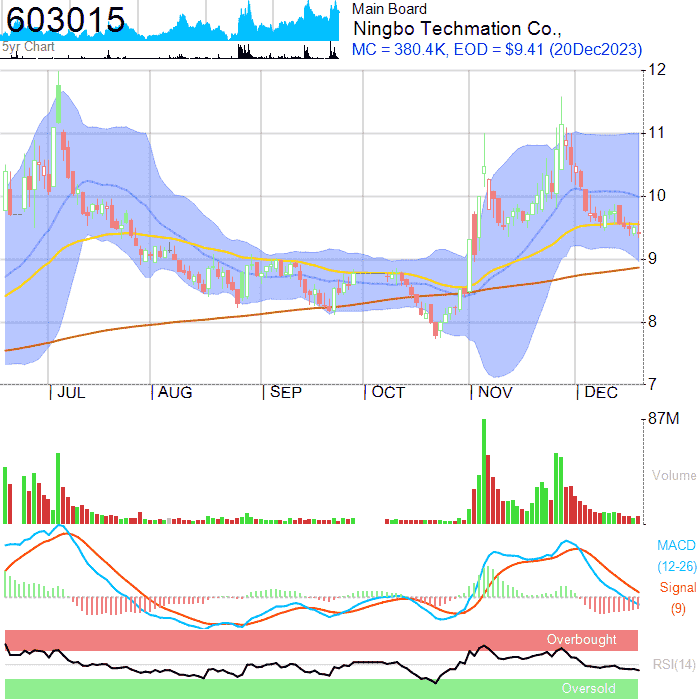 603015
5yr Chart
Main Board
Ningbo Techmation Co.,
MC = 380.4K, EOD = $9.41 (20Dec2023)
12
11
10
9
8
7
JUL
AUG
SEP
OCT
NOV
DEC
87M
Volume
MACD
(12-26)
Signal
(9)
Overbought
RSI(14)
Oversold